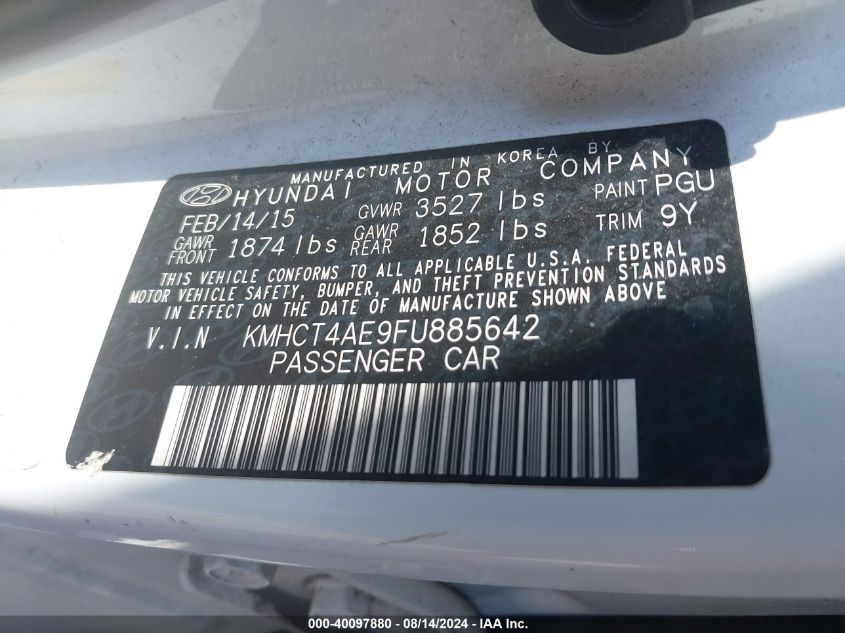 MANUFACTURED IN KOREA BY
HYUNDAI MOTOR COMPANY
FEB/14/15 GVWR 3527 lbs PAINT PGU
GAWR FRONT 1874 lbs GAWR REAR 1852 lbs TRIM 9Y
THIS VEHICLE CONFORMS TO ALL APPLICABLE U.S.A. FEDERAL
MOTOR VEHICLE SAFETY, BUMPER, AND THEFT PREVENTION STANDARDS
IN EFFECT ON THE DATE OF MANUFACTURE SHOWN ABOVE
V.I.N KMHCT4AE9FU885642
PASSENGER CAR
000-40097880 - 08/14/2024 - IAA Inc.